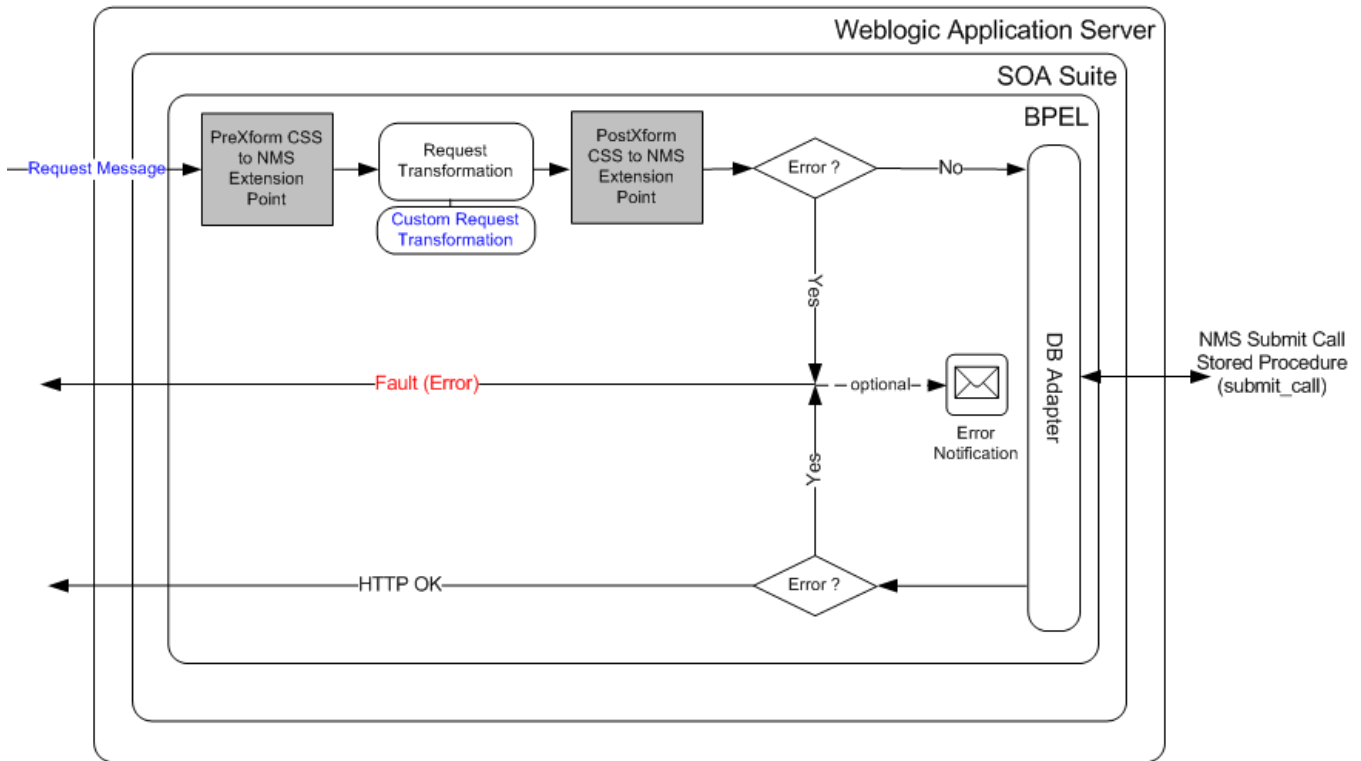 Weblogic Application Server
SOA Suite
BPEL
Request Message
PreXform CSS
to NMS
Extension
Point
Request
Transformation
Custom Request
Transformation
PostXform
CSS to NMS
Extension
Point
Error ?
No
Yes
Fault (Error)
optional
Error
Notification
DB Adapter
NMS Submit Call
Stored Procedure
(submit_call)
Yes
HTTP OK
Error ?